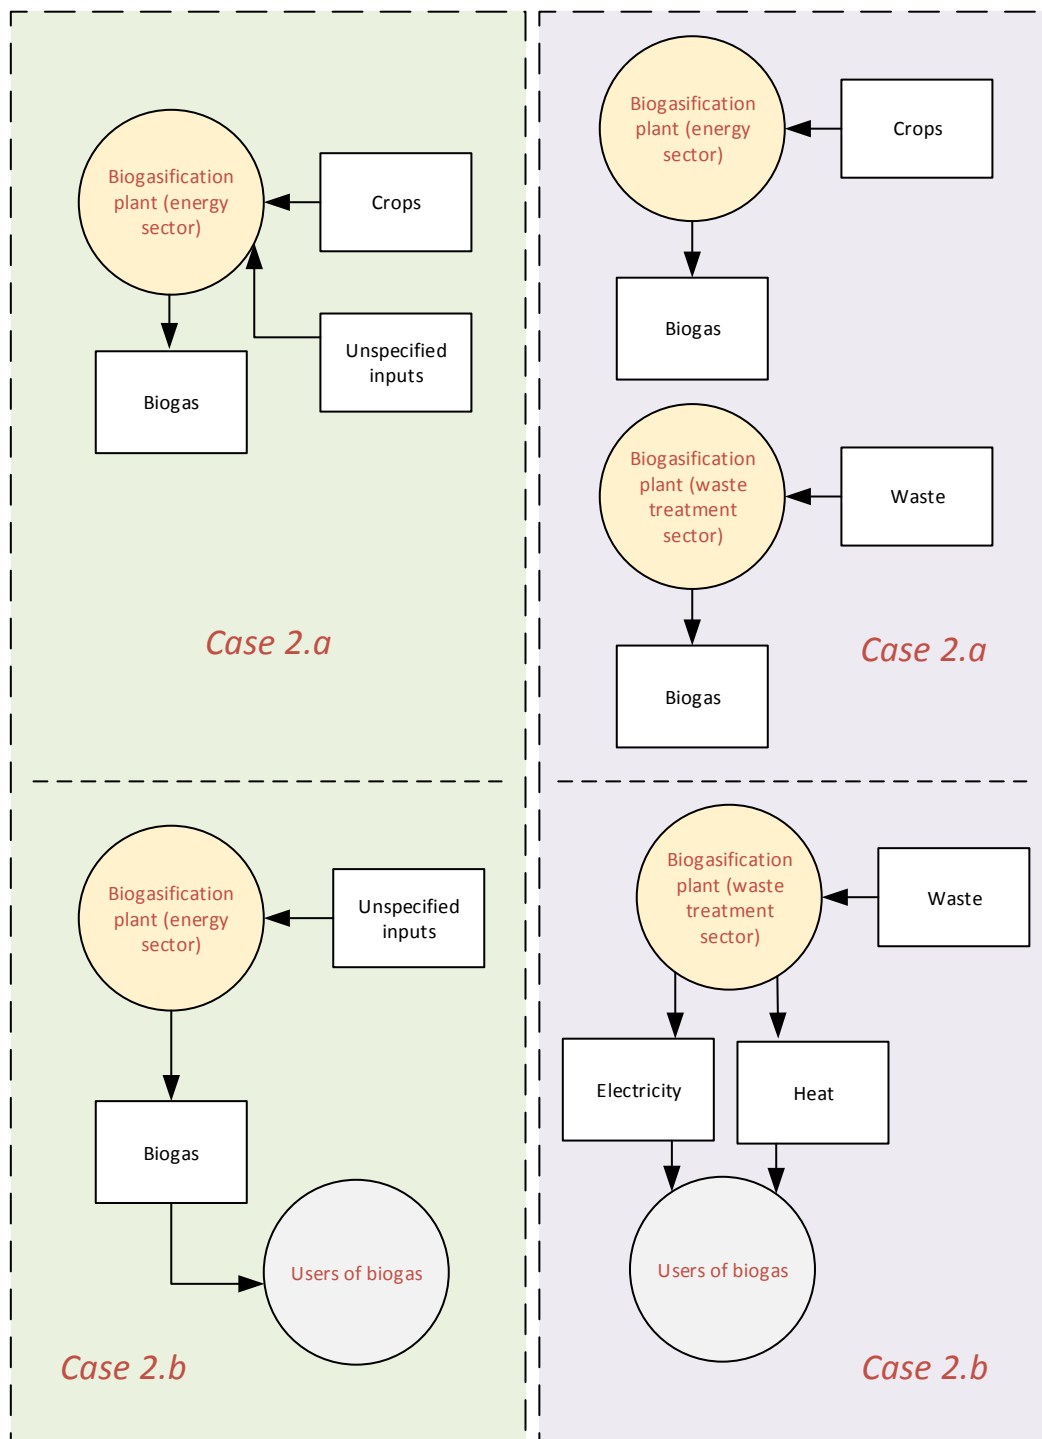 Biogasification
plant (energy
sector)
Crops
Unspecified
inputs
Biogas
Case 2.a
Biogasification
plant (energy
sector)
Unspecified
inputs
Biogas
Users of biogas
Case 2.b
Biogasification
plant (energy
sector)
Crops
Biogas
Biogasification
plant (waste
treatment
sector)
Waste
Biogas
Case 2.a
Biogasification
plant (waste
treatment
sector)
Waste
Electricity
Heat
Users of biogas
Case 2.b